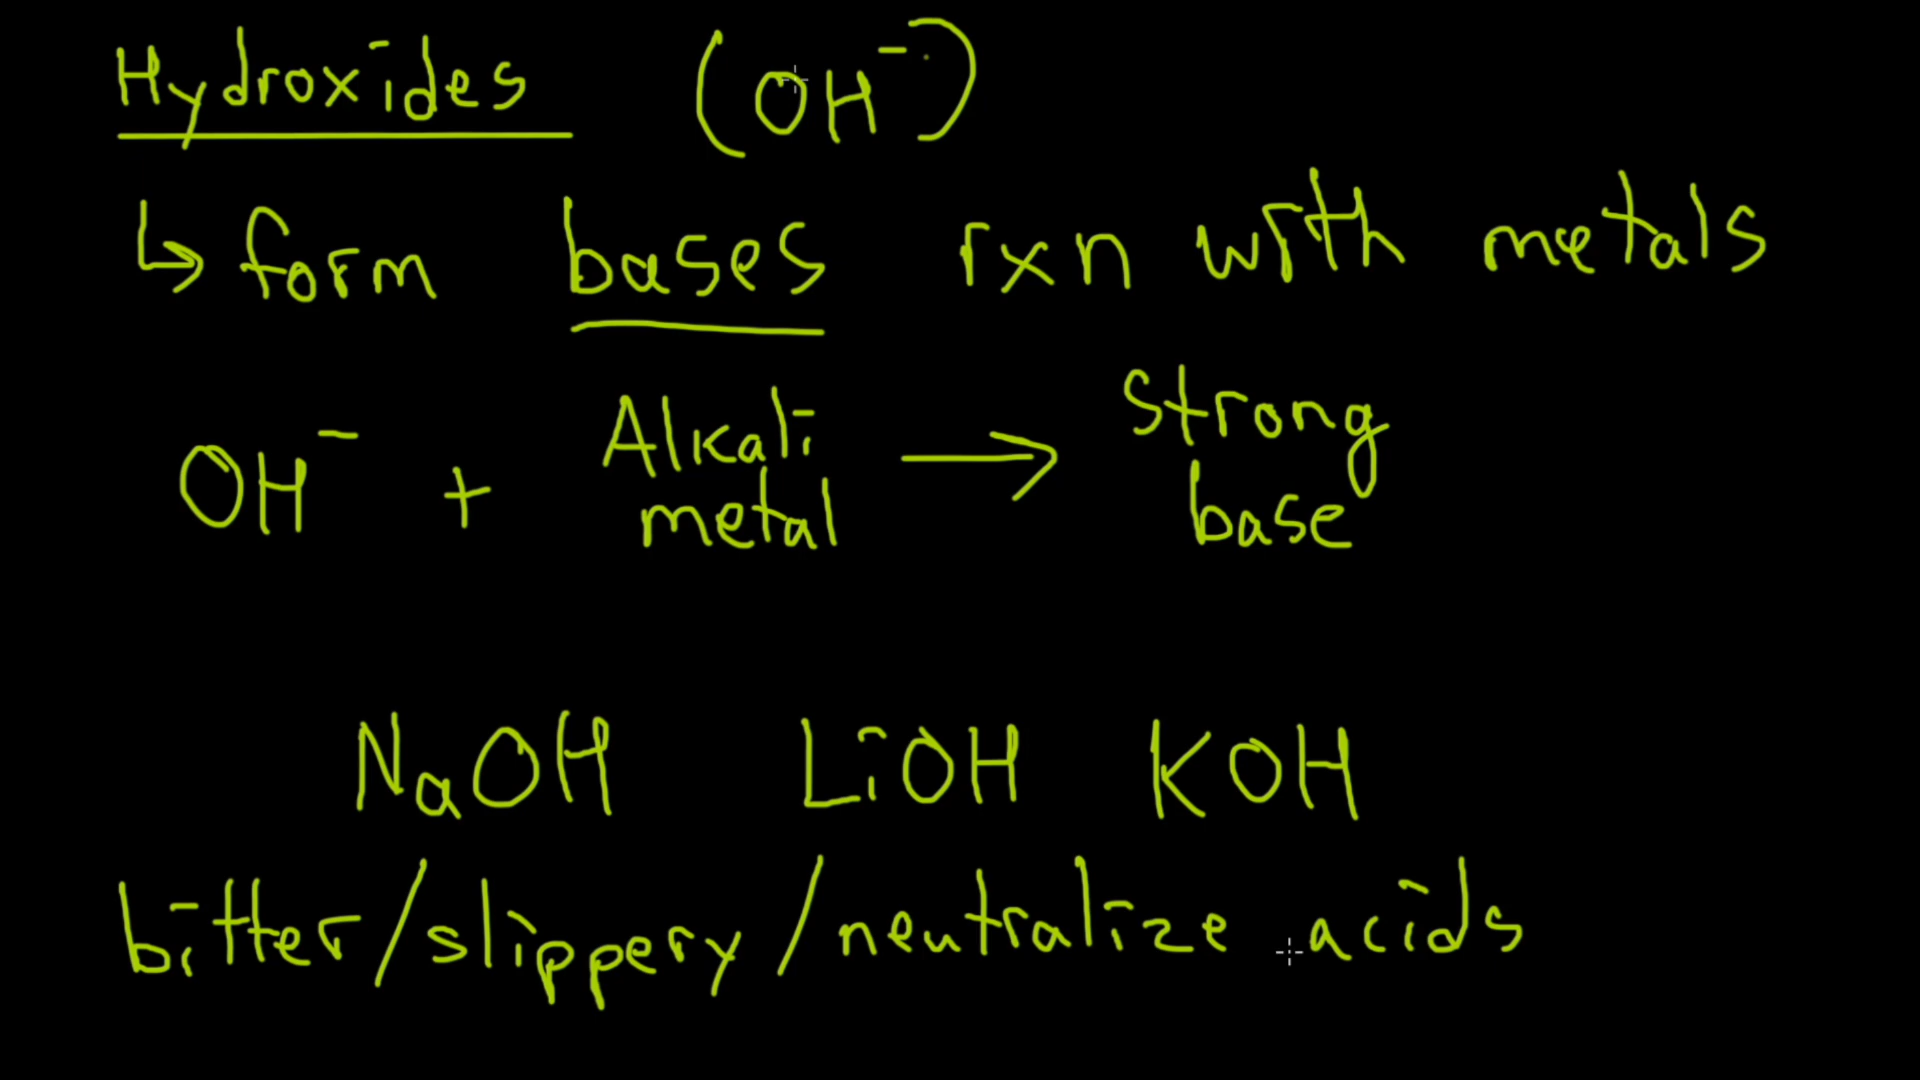 Hydroxides (OH⁻)
↳ form bases rxn with metals
OH⁻ + Alkali metal → strong base
NaOH LiOH KOH
bitter/slippery/neutralize acids